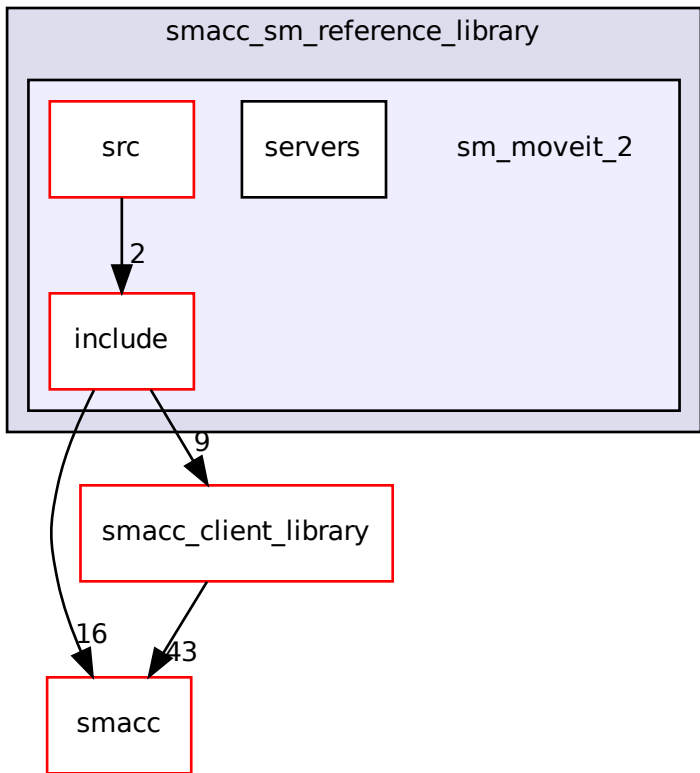 smacc_sm_reference_library
src
servers
sm_moveit_2
2
include
9
smacc_client_library
16
43
smacc